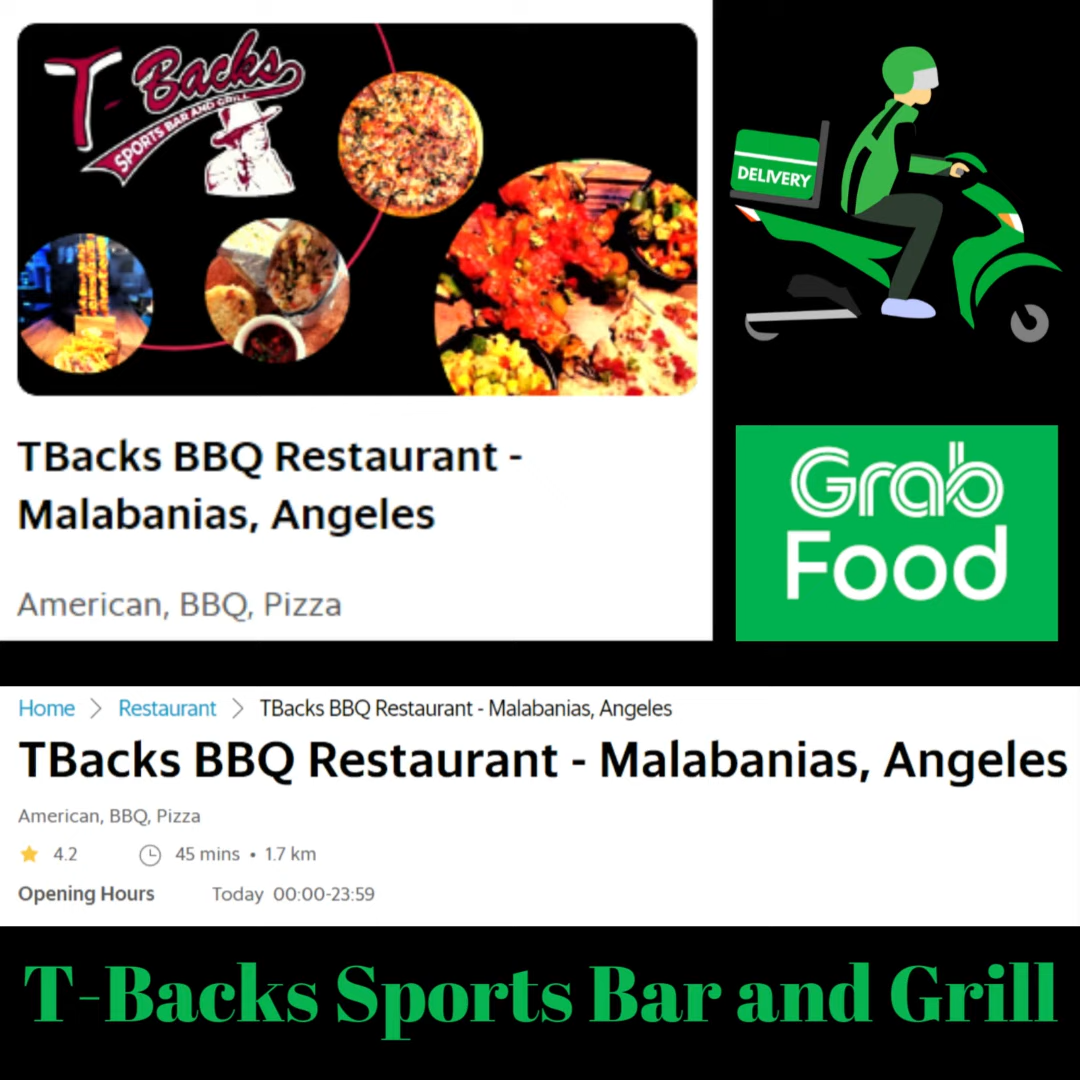 T-Backs
SPORTS BAR AND GRILL
DELIVERY
TBacks BBQ Restaurant -
Malabanias, Angeles
American, BBQ, Pizza
Grab
Food
Home > Restaurant > TBacks BBQ Restaurant - Malabanias, Angeles
TBacks BBQ Restaurant - Malabanias, Angeles
American, BBQ, Pizza
4.2 45 mins • 1.7 km
Opening Hours Today 00:00-23:59
T-Backs Sports Bar and Grill